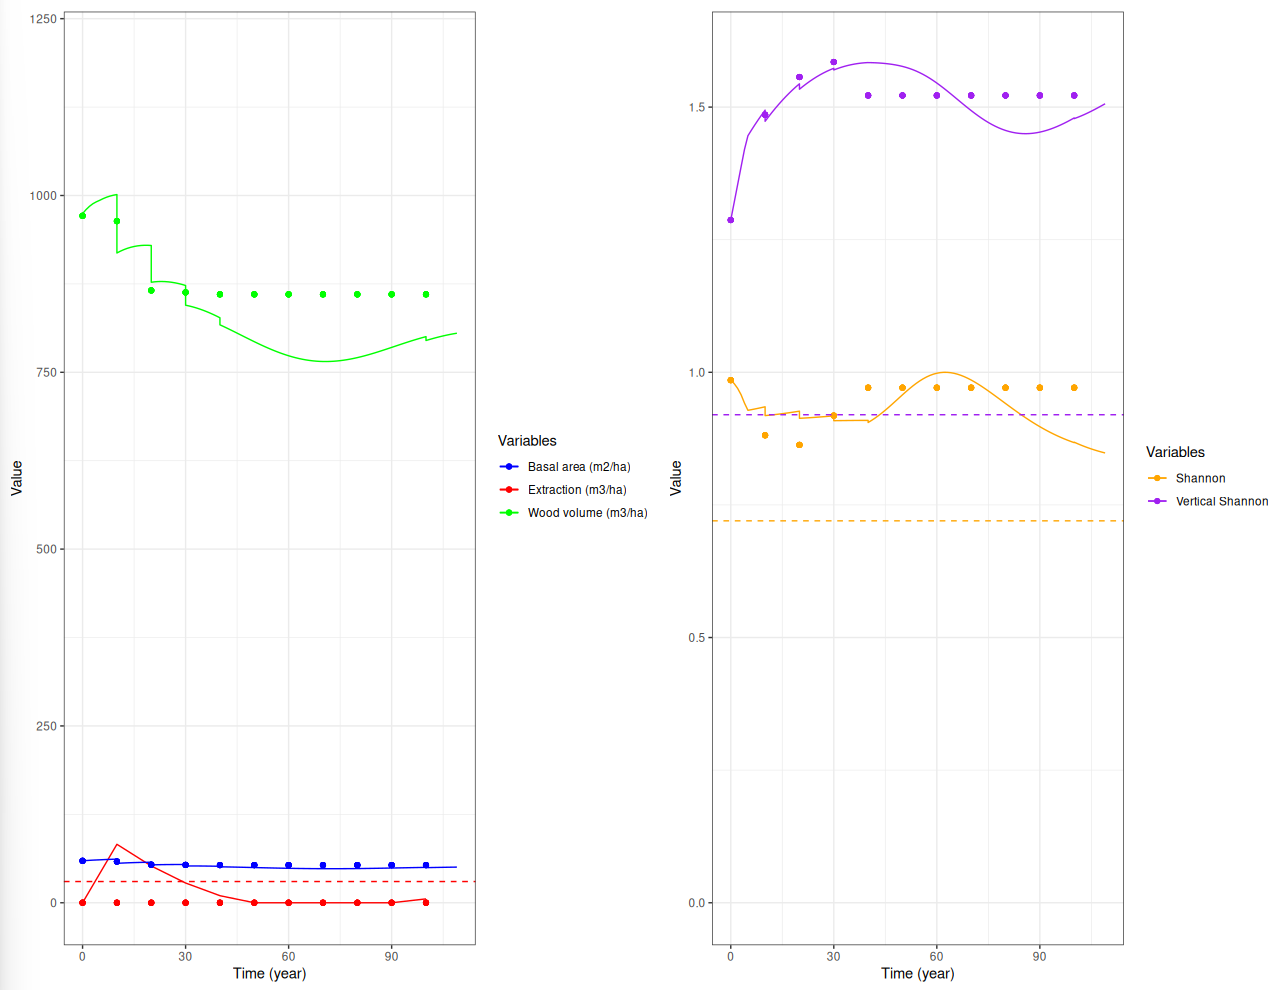 1250
1000
750
500
250
0
0
30
60
90
Time (year)
Value
Variables
Basal area (m2/ha)
Extraction (m3/ha)
Wood volume (m3/ha)
1.5
1.0
0.5
0.0
0
30
60
90
Time (year)
Value
Variables
Shannon
Vertical Shannon